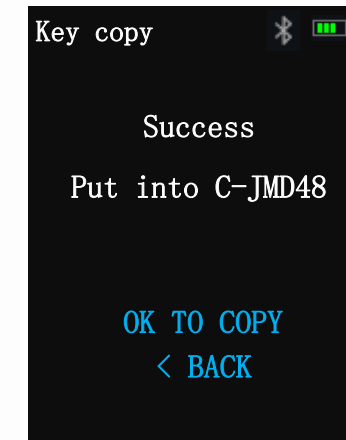 Key copy
Success
Put into C-JMD48
OK TO COPY
< BACK